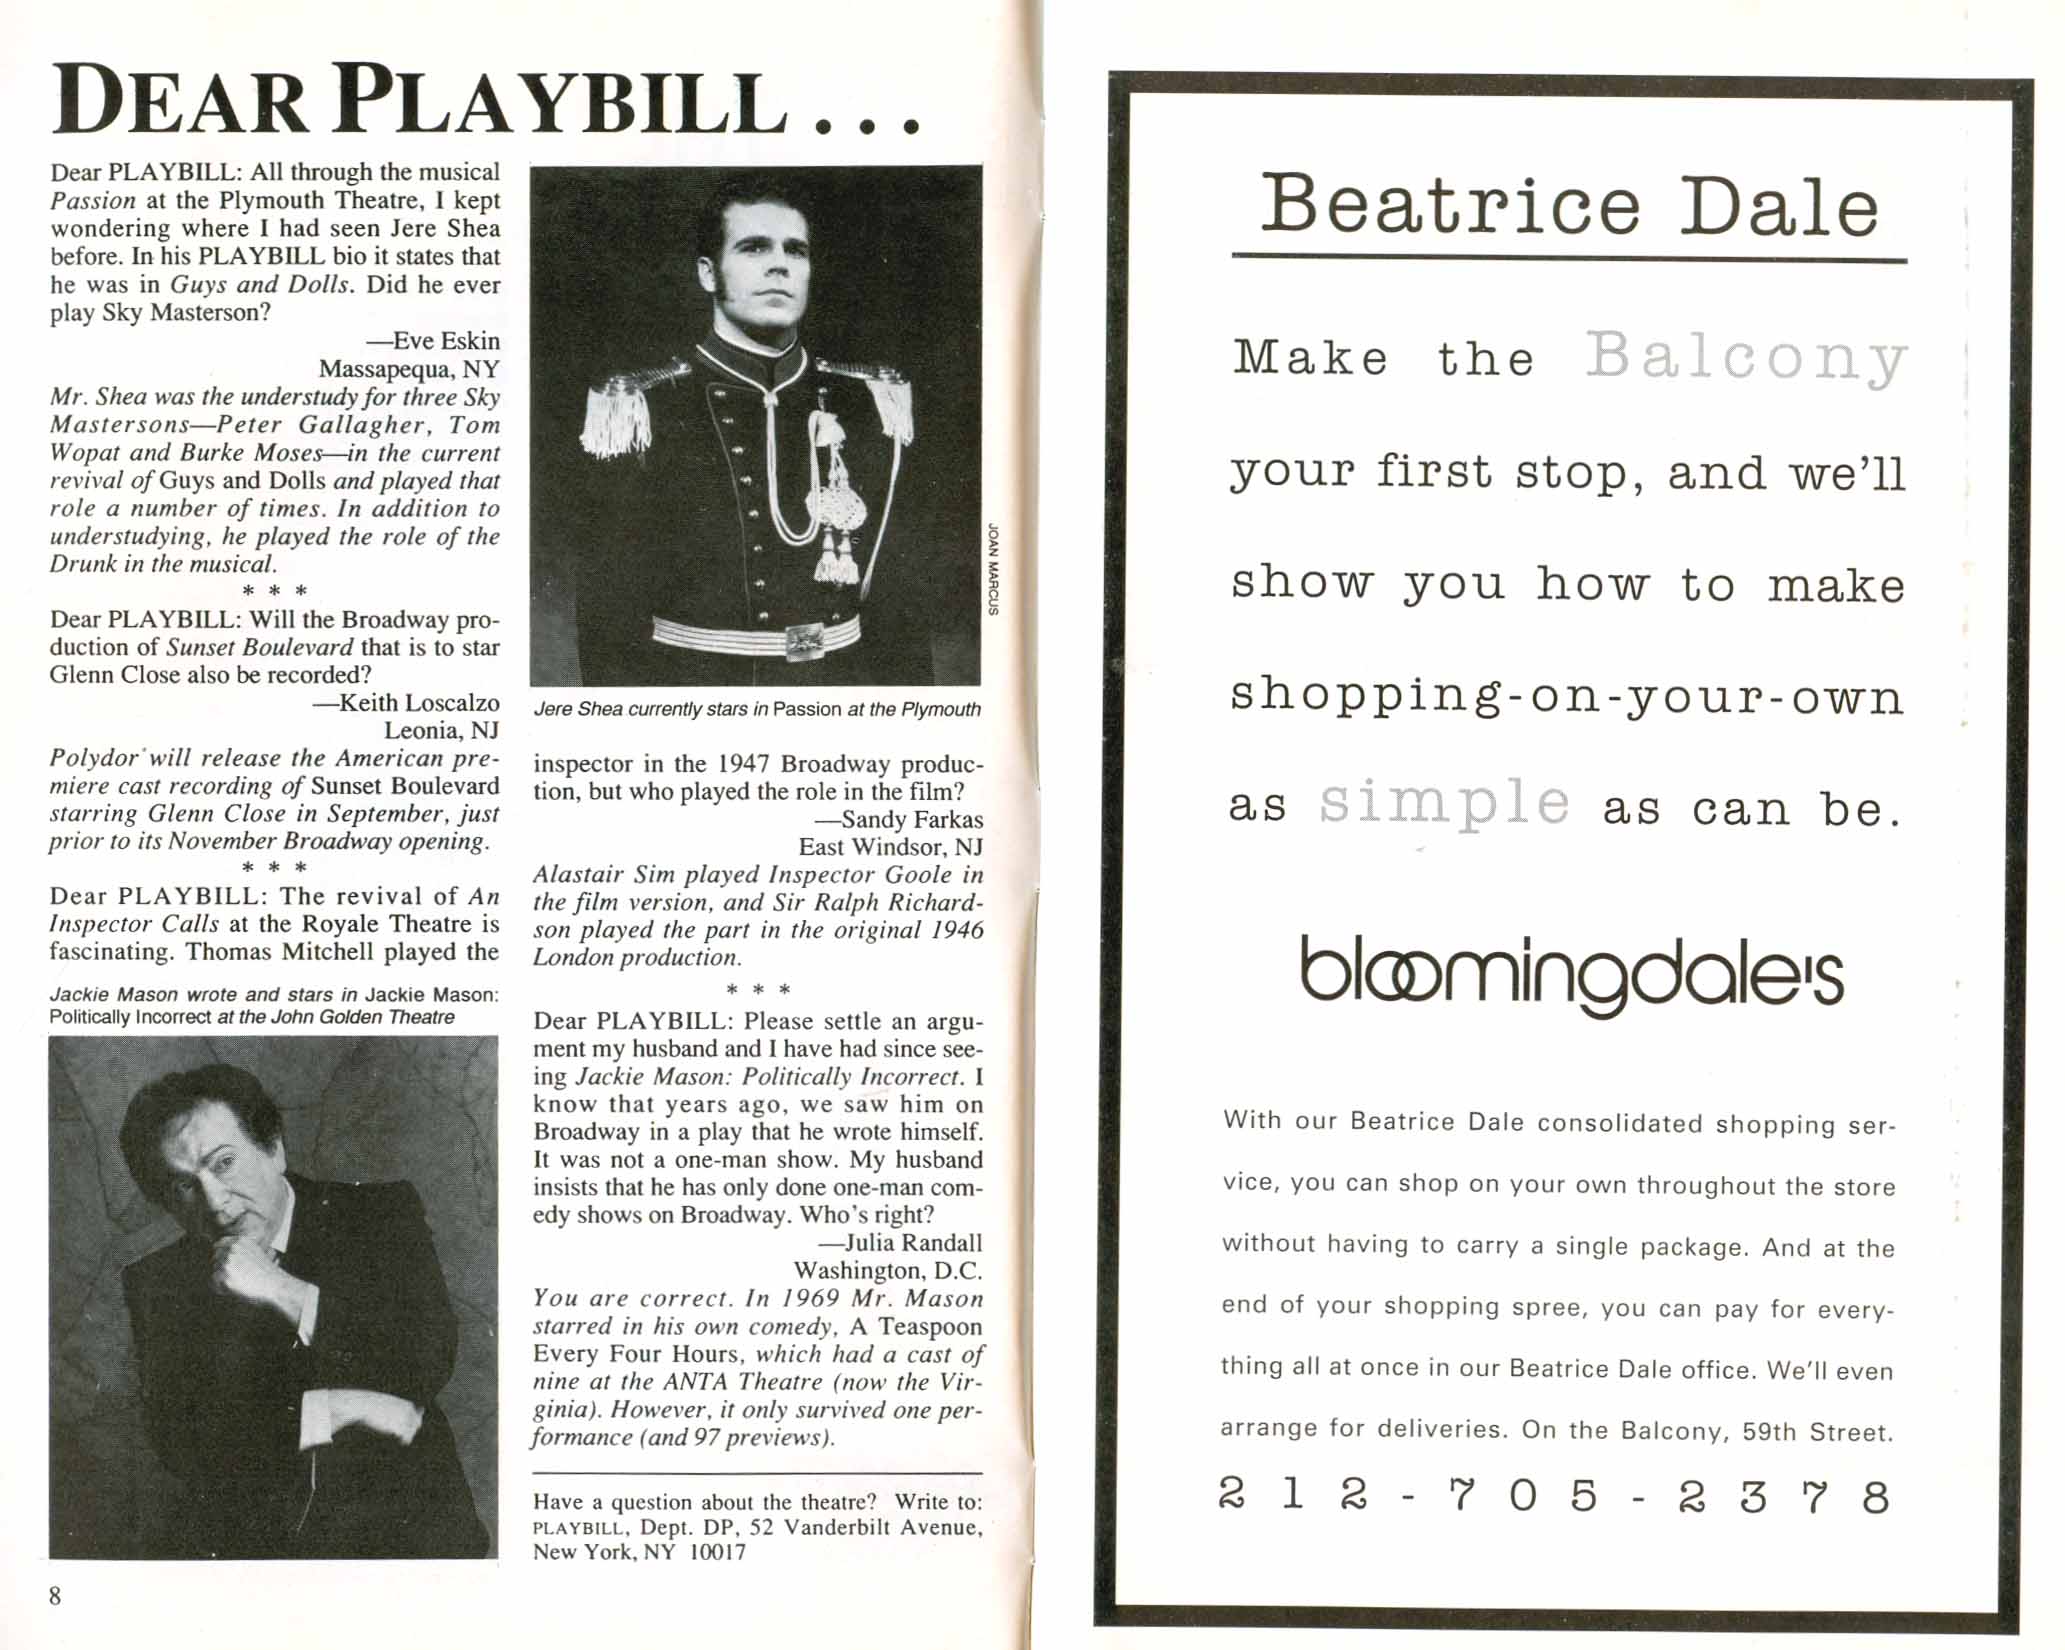 DEAR PLAYBILL...
Dear PLAYBILL: All through the musical
Passion at the Plymouth Theatre, I kept
wondering where I had seen Jere Shea
before. In his PLAYBILL bio it states that
he was in Guys and Dolls. Did he ever
play Sky Masterson?
—Eve Eskin
Massapequa, NY
Mr. Shea was the understudy for three Sky
Mastersons—Peter Gallagher, Tom
Wopat and Burke Moses—in the current
revival of Guys and Dolls and played that
role a number of times. In addition to
understudying, he played the role of the
Drunk in the musical.
* * *
Dear PLAYBILL: Will the Broadway pro-
duction of Sunset Boulevard that is to star
Glenn Close also be recorded?
—Keith Loscalzo
Leonia, NJ
Polydor will release the American pre-
miere cast recording of Sunset Boulevard
starring Glenn Close in September, just
prior to its November Broadway opening.
* * *
Dear PLAYBILL: The revival of An
Inspector Calls at the Royale Theatre is
fascinating. Thomas Mitchell played the
Jackie Mason wrote and stars in Jackie Mason:
Politically Incorrect at the John Golden Theatre
8
JOAN MARCUS
Jere Shea currently stars in Passion at the Plymouth
inspector in the 1947 Broadway produc-
tion, but who played the role in the film?
—Sandy Farkas
East Windsor, NJ
Alastair Sim played Inspector Goole in
the film version, and Sir Ralph Richard-
son played the part in the original 1946
London production.
* * *
Dear PLAYBILL: Please settle an argu-
ment my husband and I have had since see-
ing Jackie Mason: Politically Incorrect. I
know that years ago, we saw him on
Broadway in a play that he wrote himself.
It was not a one-man show. My husband
insists that he has only done one-man com-
edy shows on Broadway. Who's right?
—Julia Randall
Washington, D.C.
You are correct. In 1969 Mr. Mason
starred in his own comedy, A Teaspoon
Every Four Hours, which had a cast of
nine at the ANTA Theatre (now the Vir-
ginia). However, it only survived one per-
formance (and 97 previews).
Have a question about the theatre? Write to:
PLAYBILL, Dept. DP, 52 Vanderbilt Avenue,
New York, NY 10017
Beatrice Dale
Make the Balcony
your first stop, and we'll
show you how to make
shopping-on-your-own
as simple as can be.
bloomingdale's
With our Beatrice Dale consolidated shopping ser-
vice, you can shop on your own throughout the store
without having to carry a single package. And at the
end of your shopping spree, you can pay for every-
thing all at once in our Beatrice Dale office. We'll even
arrange for deliveries. On the Balcony, 59th Street.
212-705-2378